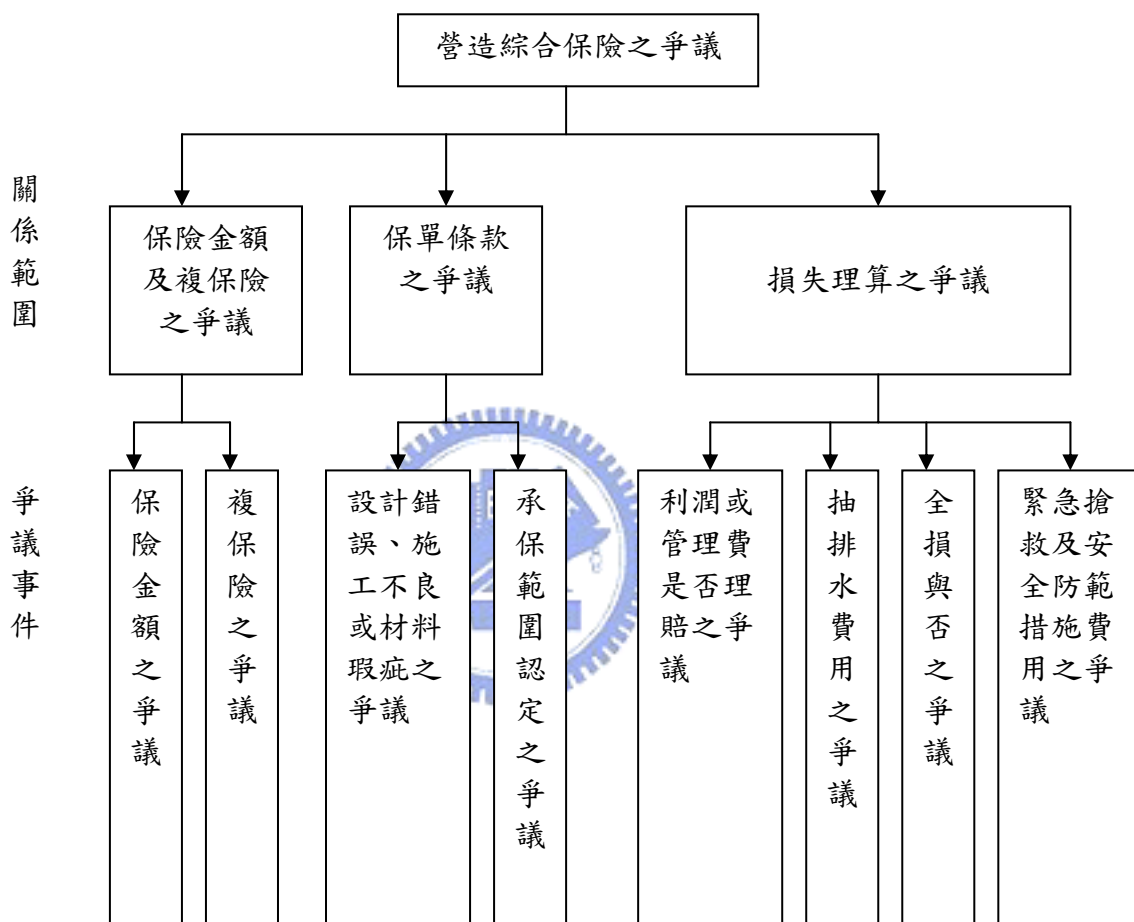 營造綜合保險之爭議
關係範圍
保險金額
及複保險
之爭議
保單條款
之爭議
損失理算之爭議
爭議事件
保險金額之爭議
複保險之爭議
設計錯
誤、施
工不良
或材料
瑕疵之
爭議
承保範圍認定之爭議
利潤或
管理費
是否理
賠之爭
議
抽排水費用之爭議
全損與否之爭議
緊急搶
救及安
全防範
措施費
用之爭
議